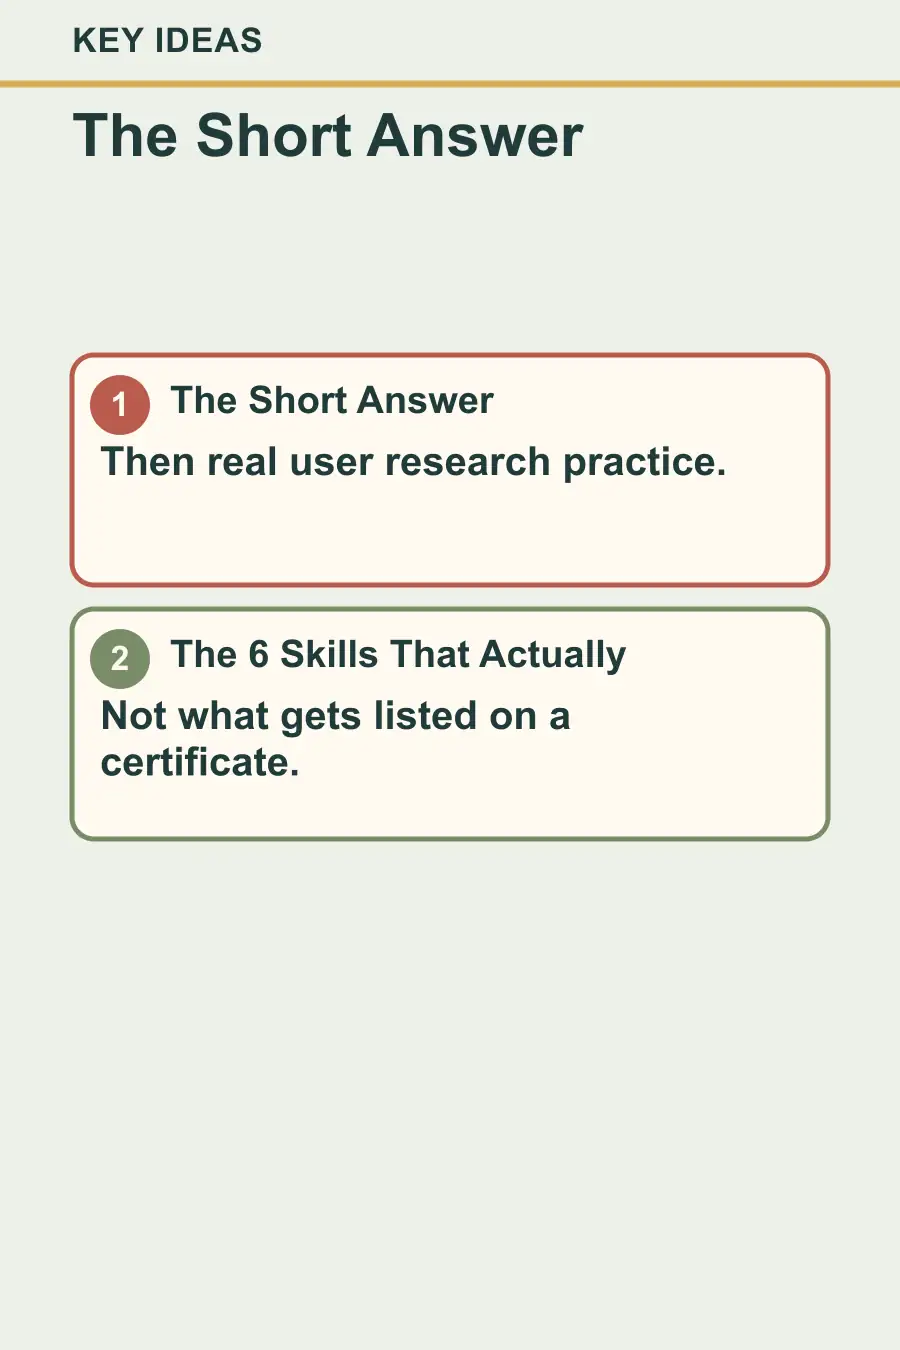 KEY IDEAS
The Short Answer
1 The Short Answer
Then real user research practice.
2 The 6 Skills That Actually
Not what gets listed on a
certificate.